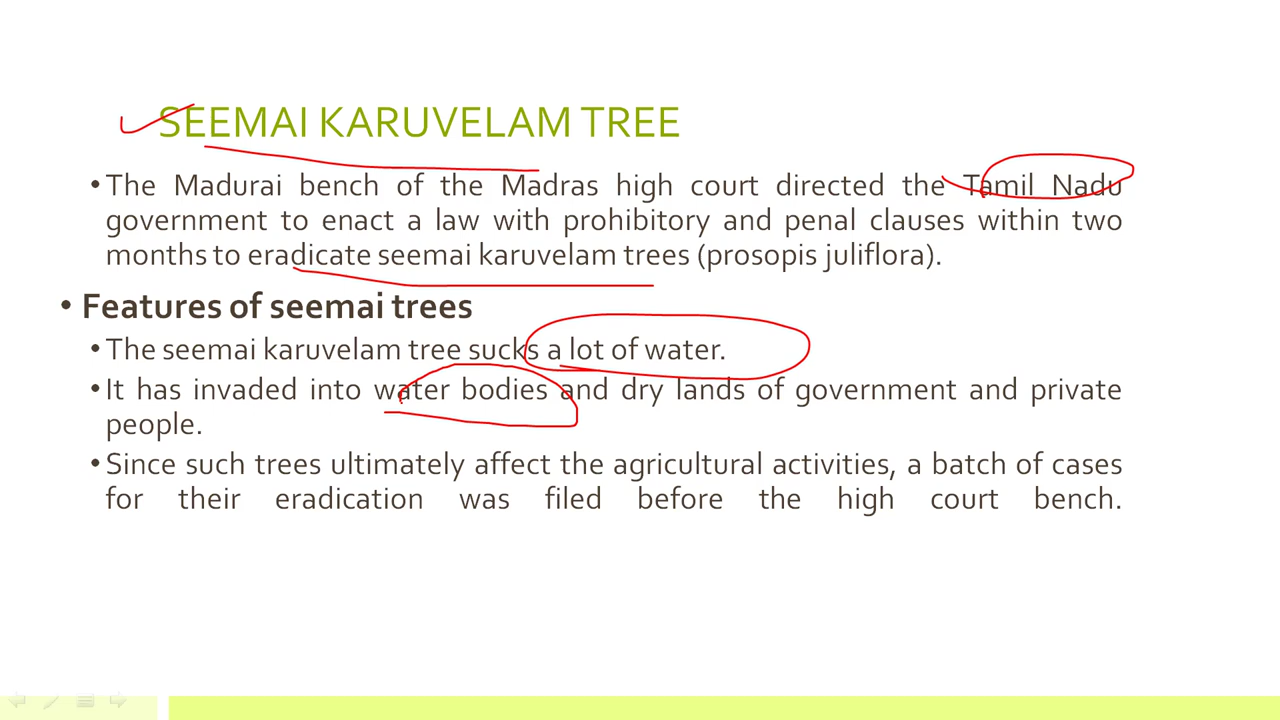 SEEMAI KARUVELAM TREE
• The Madurai bench of the Madras high court directed the Tamil Nadu
government to enact a law with prohibitory and penal clauses within two
months to eradicate seemai karuvelam trees (prosopis juliflora).
• Features of seemai trees
• The seemai karuvelam tree sucks a lot of water.
• It has invaded into water bodies and dry lands of government and private
people.
• Since such trees ultimately affect the agricultural activities, a batch of cases
for their eradication was filed before the high court bench.